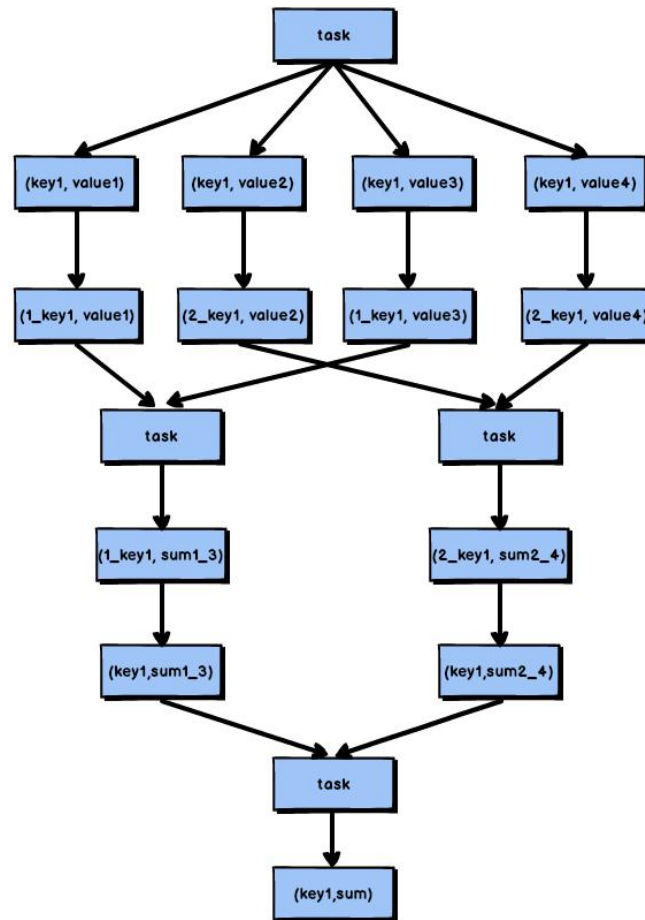 task
(key1, value1)
(key1, value2)
(key1, value3)
(key1, value4)
(1_key1, value1)
(2_key1, value2)
(1_key1, value3)
(2_key1, value4)
task
task
(1_key1, sum1_3)
(2_key1, sum2_4)
(key1,sum1_3)
(key1,sum2_4)
task
(key1,sum)